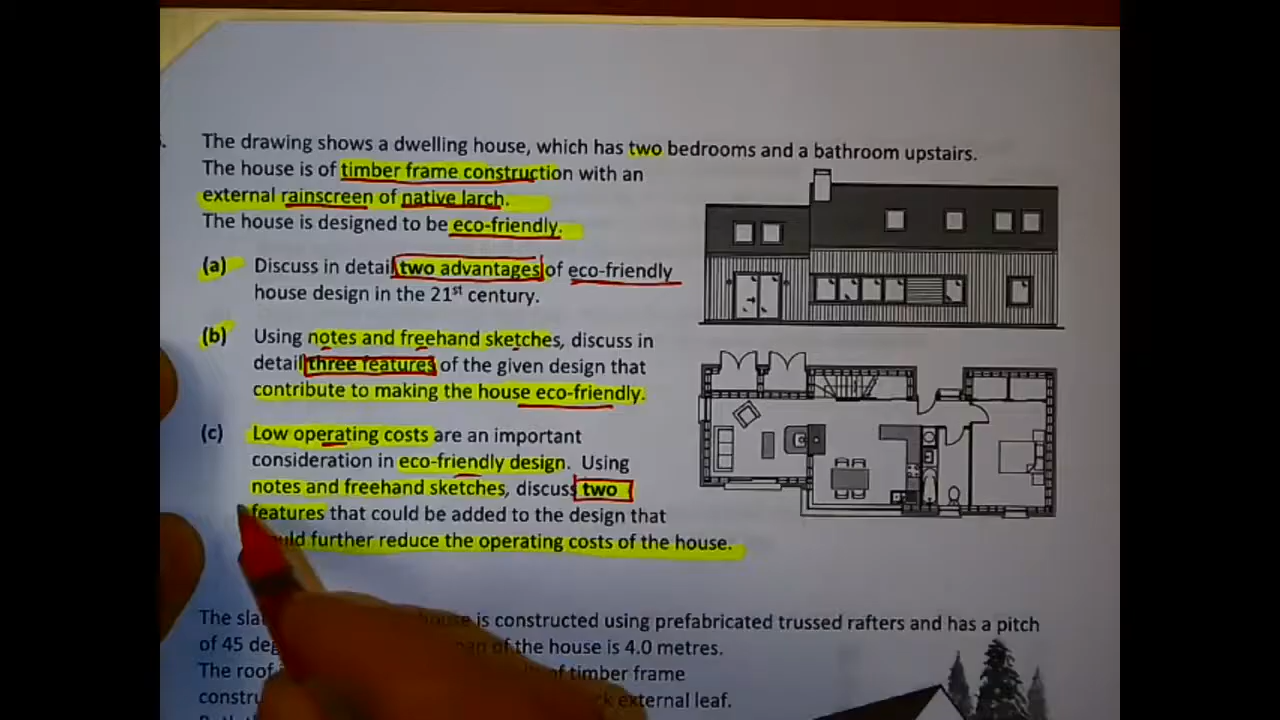 The drawing shows a dwelling house, which has two bedrooms and a bathroom upstairs.
The house is of timber frame construction with an
external rainscreen of native larch.
The house is designed to be eco-friendly.
(a) Discuss in detail two advantages of eco-friendly
house design in the 21st century.
(b) Using notes and freehand sketches, discuss in
detail three features of the given design that
contribute to making the house eco-friendly.
(c) Low operating costs are an important
consideration in eco-friendly design. Using
notes and freehand sketches, discuss two
features that could be added to the design that
further reduce the operating costs of the house.
The is constructed using prefabricated trussed rafters and has a pitch
of 45 of the house is 4.0 metres.
The roof of timber frame
external leaf.